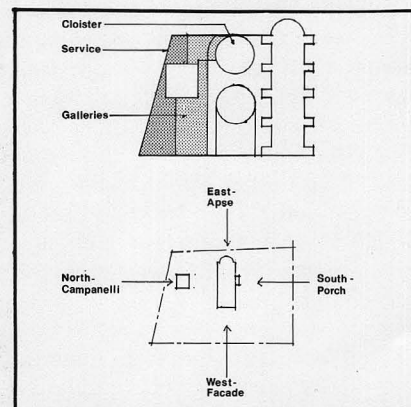 Cloister
Service
Galleries
East-
Apse
North-
Campanelli
South-
Porch
West-
Facade